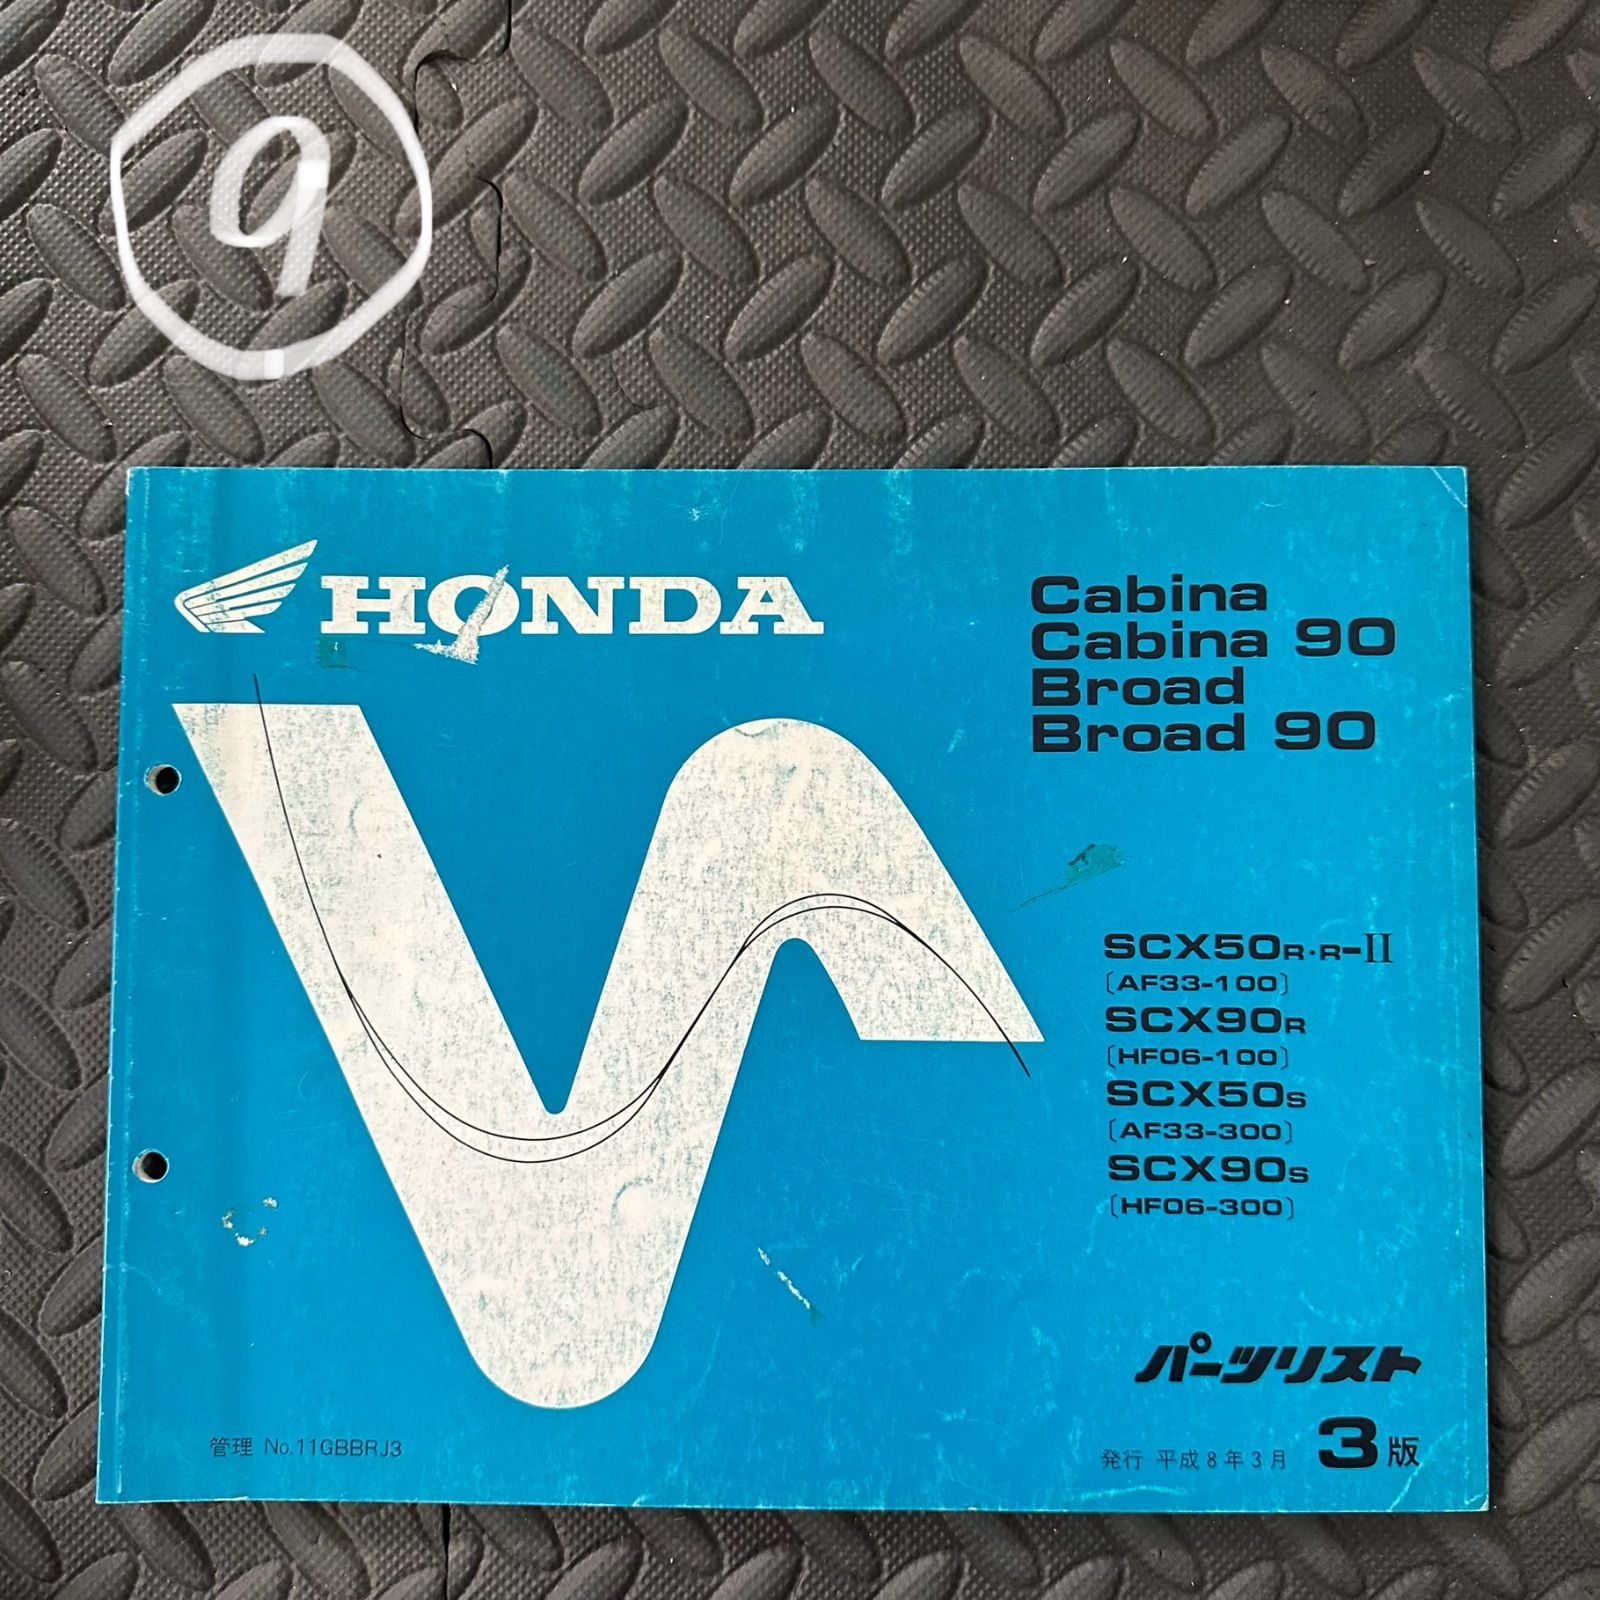 9
HONDA
Cabina
Cabina 90
Broad
Broad 90
SCX50R・R-II
〔AF33-100〕
SCX90R
〔HF06-100〕
SCX50S
〔AF33-300〕
SCX90S
〔HF06-300〕
パーツリスト
管理 No.11GBBRJ3
発行 平成8年3月 3版